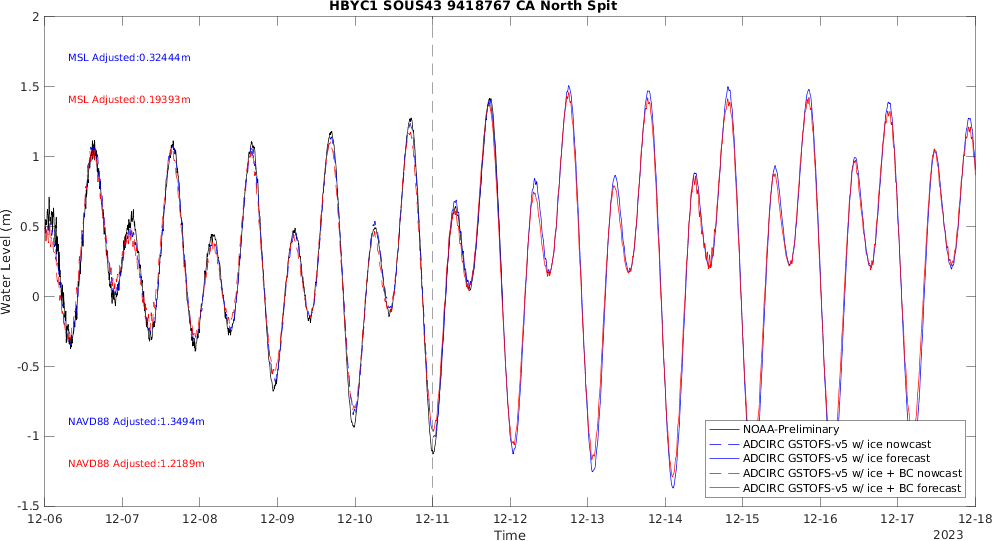 HBYC1 SOUS43 9418767 CA North Spit
2
1.5
1
0.5
0
-0.5
-1
-1.5
Water Level (m)
MSL Adjusted:0.32444m
MSL Adjusted:0.19393m
NAVD88 Adjusted:1.3494m
NAVD88 Adjusted:1.2189m
NOAA-Preliminary
ADCIRC GSTOFS-v5 w/ ice nowcast
ADCIRC GSTOFS-v5 w/ ice forecast
ADCIRC GSTOFS-v5 w/ ice + BC nowcast
ADCIRC GSTOFS-v5 w/ ice + BC forecast
12-06 12-07 12-08 12-09 12-10 12-11 12-12 12-13 12-14 12-15 12-16 12-17 12-18
Time
2023